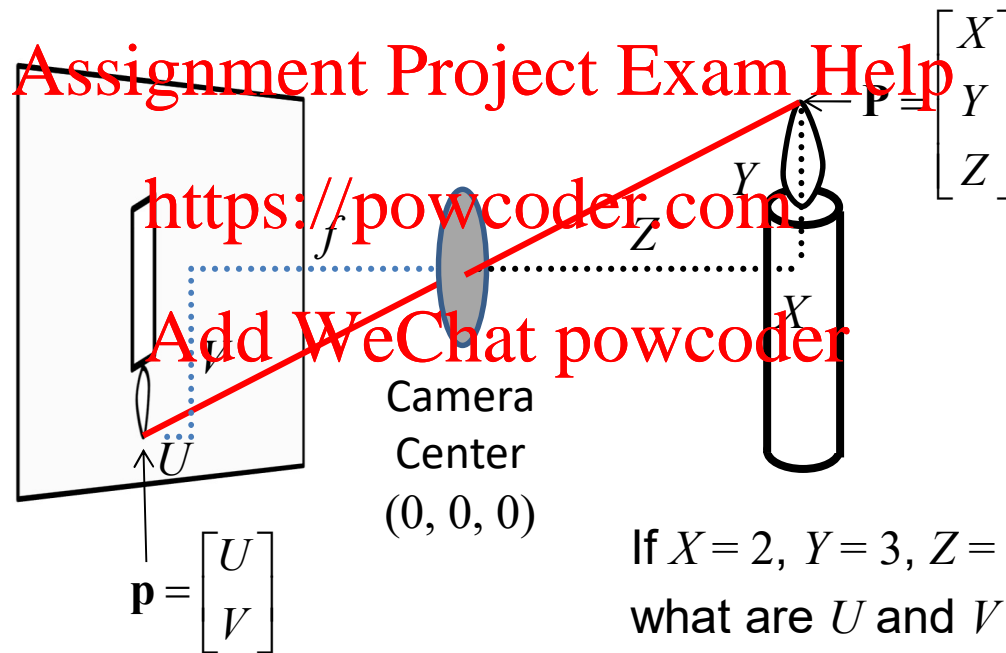 Assignment Project Exam Help
P = [X Y Z]
Y
https://powcoder.com
f
Z
X
Add WeChat powcoder
V
Camera
Center
(0, 0, 0)
U
p = [U V]
If X = 2, Y = 3, Z =
what are U and V